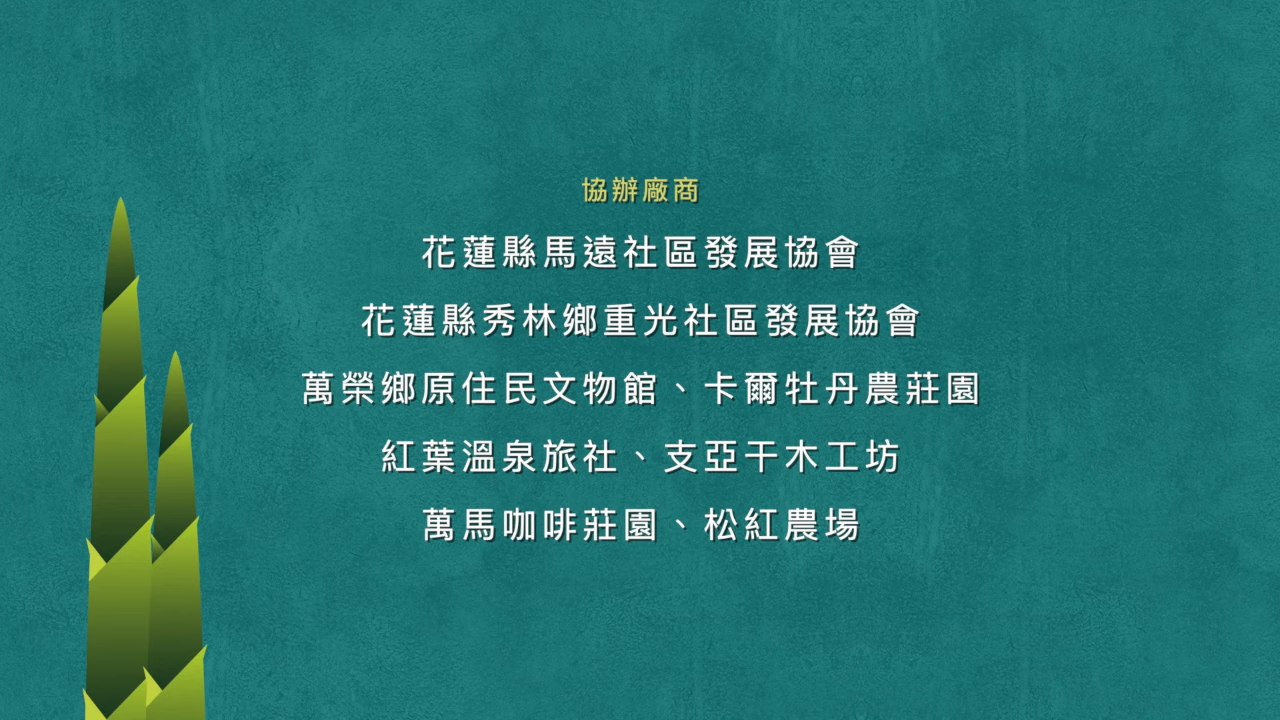 協辦廠商
花蓮縣馬遠社區發展協會
花蓮縣秀林鄉重光社區發展協會
萬榮鄉原住民文物館、卡爾牡丹農莊園
紅葉溫泉旅社、支亞干木工坊
萬馬咖啡莊園、松紅農場